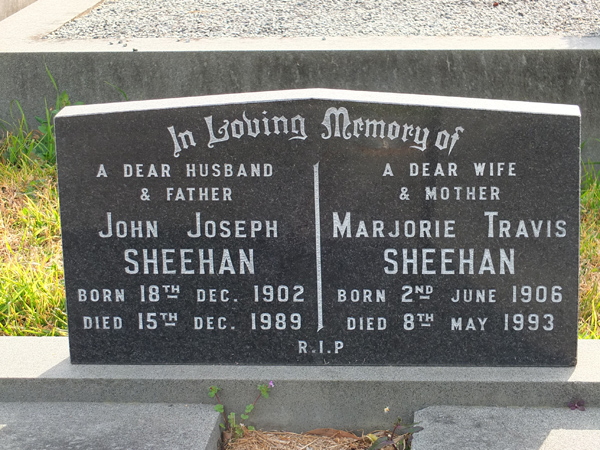 In Loving Memory of
A DEAR HUSBAND
& FATHER
JOHN JOSEPH
SHEEHAN
BORN 18TH DEC. 1902
DIED 15TH DEC. 1989
A DEAR WIFE
& MOTHER
MARJORIE TRAVIS
SHEEHAN
BORN 2ND JUNE 1906
DIED 8TH MAY 1993
R.I.P